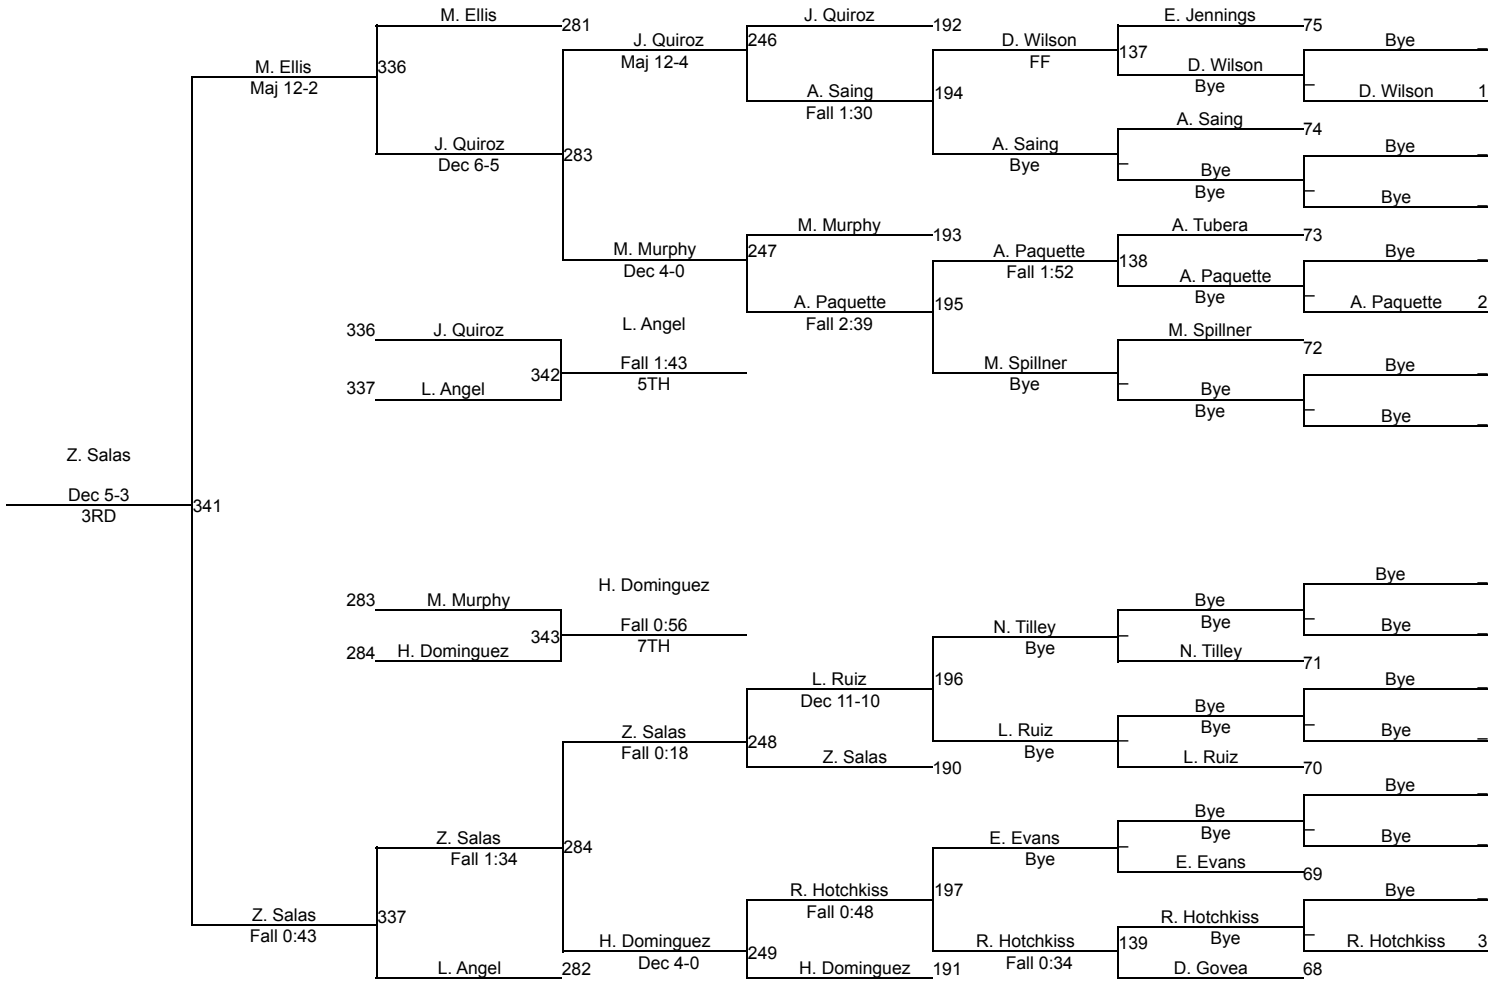 M. Ellis
281
J. Quiroz
192
E. Jennings
75
J. Quiroz
Maj 12-4
246
D. Wilson
FF
137
Bye
_
M. Ellis
Maj 12-2
336
D. Wilson
Bye
_
A. Saing
Fall 1:30
194
D. Wilson
1
A. Saing
74
J. Quiroz
Dec 6-5
283
A. Saing
Bye
_
Bye
_
Bye
Bye
_
Bye
_
M. Murphy
193
A. Tubera
73
M. Murphy
Dec 4-0
247
A. Paquette
Fall 1:52
138
Bye
_
A. Paquette
Bye
_
A. Paquette
Fall 2:39
195
A. Paquette
2
336
J. Quiroz
L. Angel
M. Spillner
72
Fall 1:43
5TH
342
M. Spillner
Bye
_
Bye
_
337
L. Angel
Bye
Bye
_
Bye
_
Z. Salas
Dec 5-3
3RD
341
H. Dominguez
Bye
_
283
M. Murphy
Bye
Bye
_
343
Fall 0:56
7TH
N. Tilley
Bye
_
Bye
_
284
H. Dominguez
N. Tilley
71
L. Ruiz
Dec 11-10
196
Bye
_
Bye
Bye
_
Z. Salas
Fall 0:18
248
L. Ruiz
Bye
_
Bye
_
Z. Salas
190
L. Ruiz
70
Bye
_
Bye
Bye
_
Z. Salas
Fall 1:34
284
E. Evans
Bye
_
Bye
_
E. Evans
69
R. Hotchkiss
Fall 0:48
197
Bye
_
Z. Salas
Fall 0:43
337
R. Hotchkiss
Bye
_
H. Dominguez
Dec 4-0
249
R. Hotchkiss
Fall 0:34
139
R. Hotchkiss
3
L. Angel
282
H. Dominguez
191
D. Govea
68